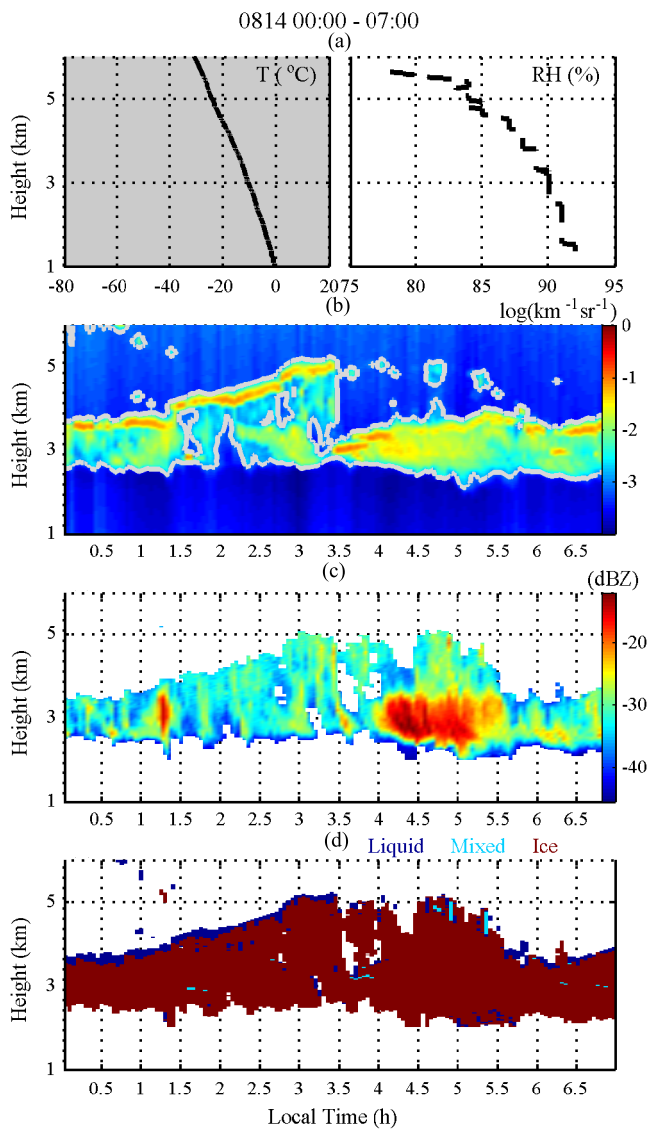 0814 00:00 - 07:00
(a)
T ( °C)
RH (%)
Height (km)
5
3
1
-80 -60 -40 -20 0 20
75 80 85 90 95
(b)
log(km⁻¹sr⁻¹)
Height (km)
5
3
1
0
-1
-2
-3
0.5 1 1.5 2 2.5 3 3.5 4 4.5 5 5.5 6 6.5
(c)
(dBZ)
Height (km)
5
3
1
-20
-30
-40
0.5 1 1.5 2 2.5 3 3.5 4 4.5 5 5.5 6 6.5
(d) Liquid Mixed Ice
Height (km)
5
3
1
0.5 1 1.5 2 2.5 3 3.5 4 4.5 5 5.5 6 6.5
Local Time (h)